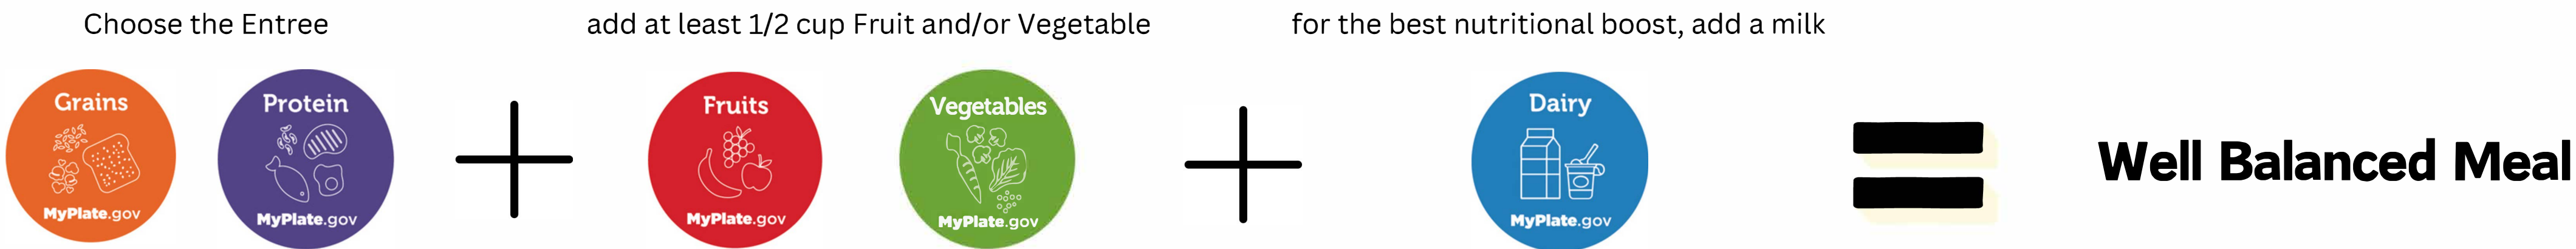 Choose the Entree
add at least 1/2 cup Fruit and/or Vegetable
for the best nutritional boost, add a milk
Grains
MyPlate.gov
Protein
MyPlate.gov
Fruits
MyPlate.gov
Vegetables
MyPlate.gov
Dairy
MyPlate.gov
Well Balanced Meal